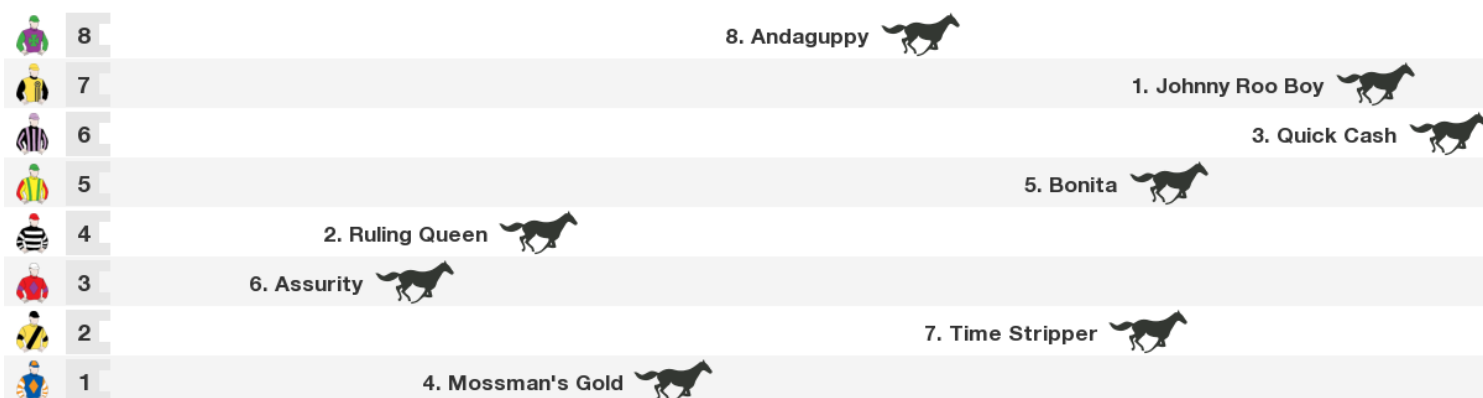 8 8. Andaguppy
7 1. Johnny Roo Boy
6 3. Quick Cash
5 5. Bonita
4 2. Ruling Queen
3 6. Assurity
2 7. Time Stripper
1 4. Mossman's Gold